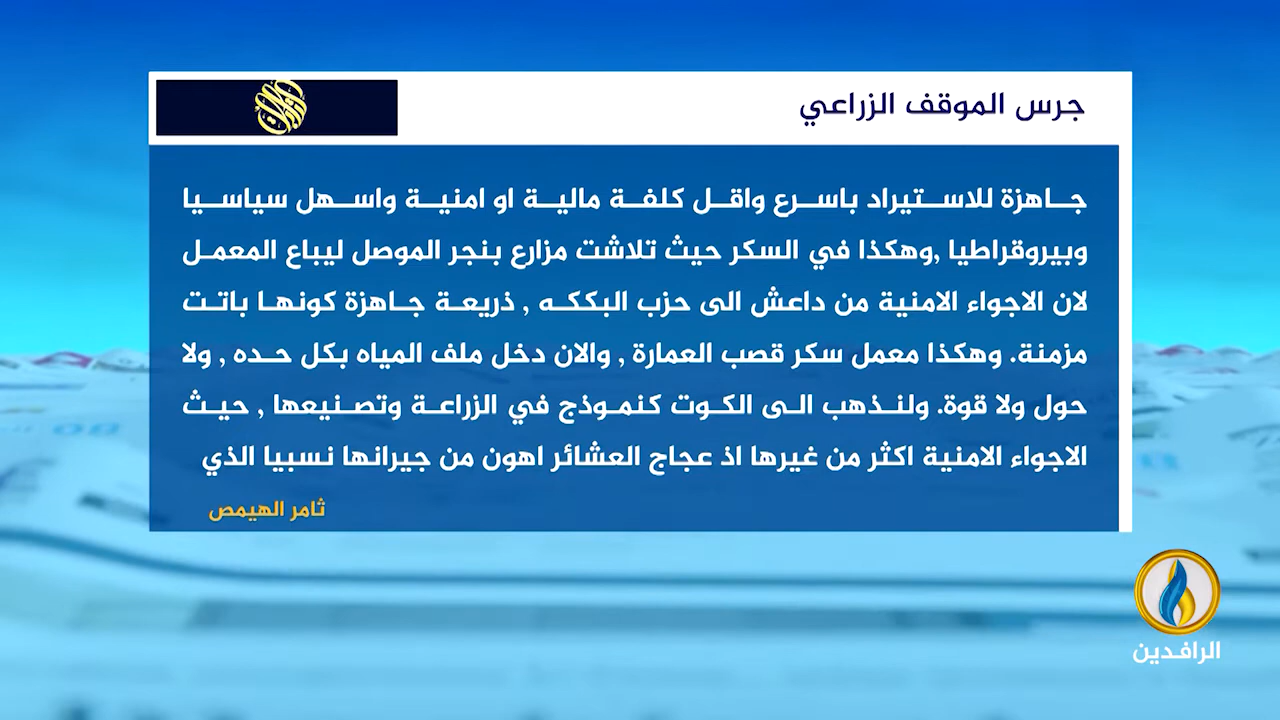 جرس الموقف الزراعي
جاهزة للاستيراد باسرع واقل كلفة مالية او امنية واسهل سياسيا
وبيروقراطيا ,وهكذا في السكر حيث تلاشت مزارع بنجر الموصل ليباع المعمل
لان الاجواء الامنية من داعش الى حزب البككه , ذريعة جاهزة كونها باتت
مزمنة. وهكذا معمل سكر قصب العمارة , والان دخل ملف المياه بكل حده , ولا
حول ولا قوة. ولنذهب الى الكوت كنموذج في الزراعة وتصنيعها , حيث
الاجواء الامنية اكثر من غيرها اذ عجاج العشائر اهون من جيرانها نسبيا الذي
ثامر الهيمص
الرافدين